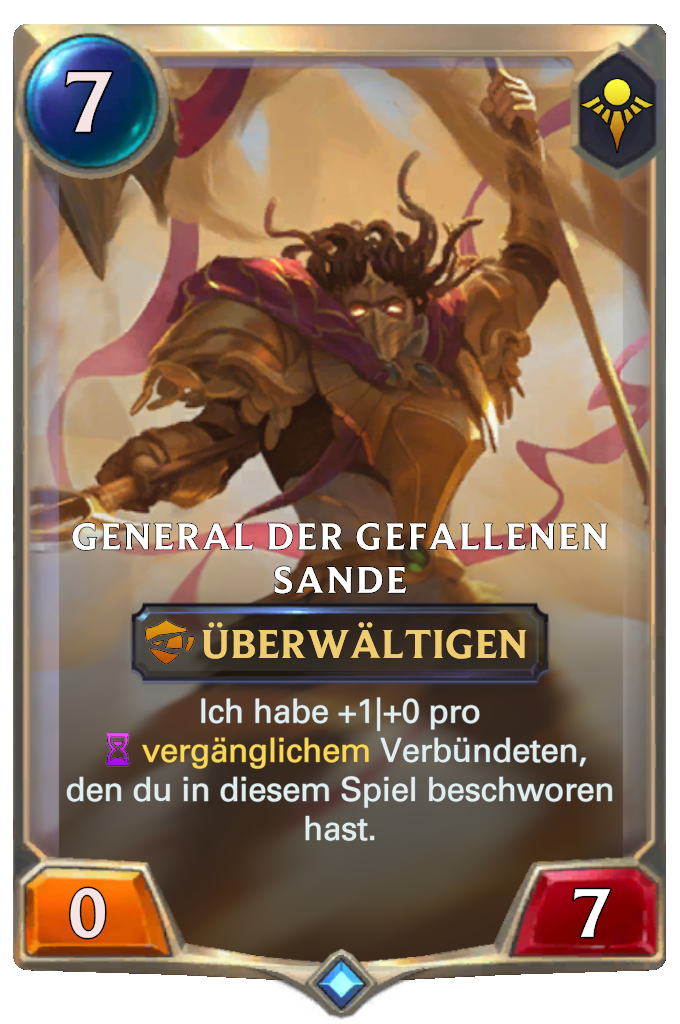 7
GENERAL DER GEFALLENEN
SANDE
ÜBERWÄLTIGEN
Ich habe +1|+0 pro
vergänglichem Verbündeten,
den du in diesem Spiel beschworen
hast.
0
7